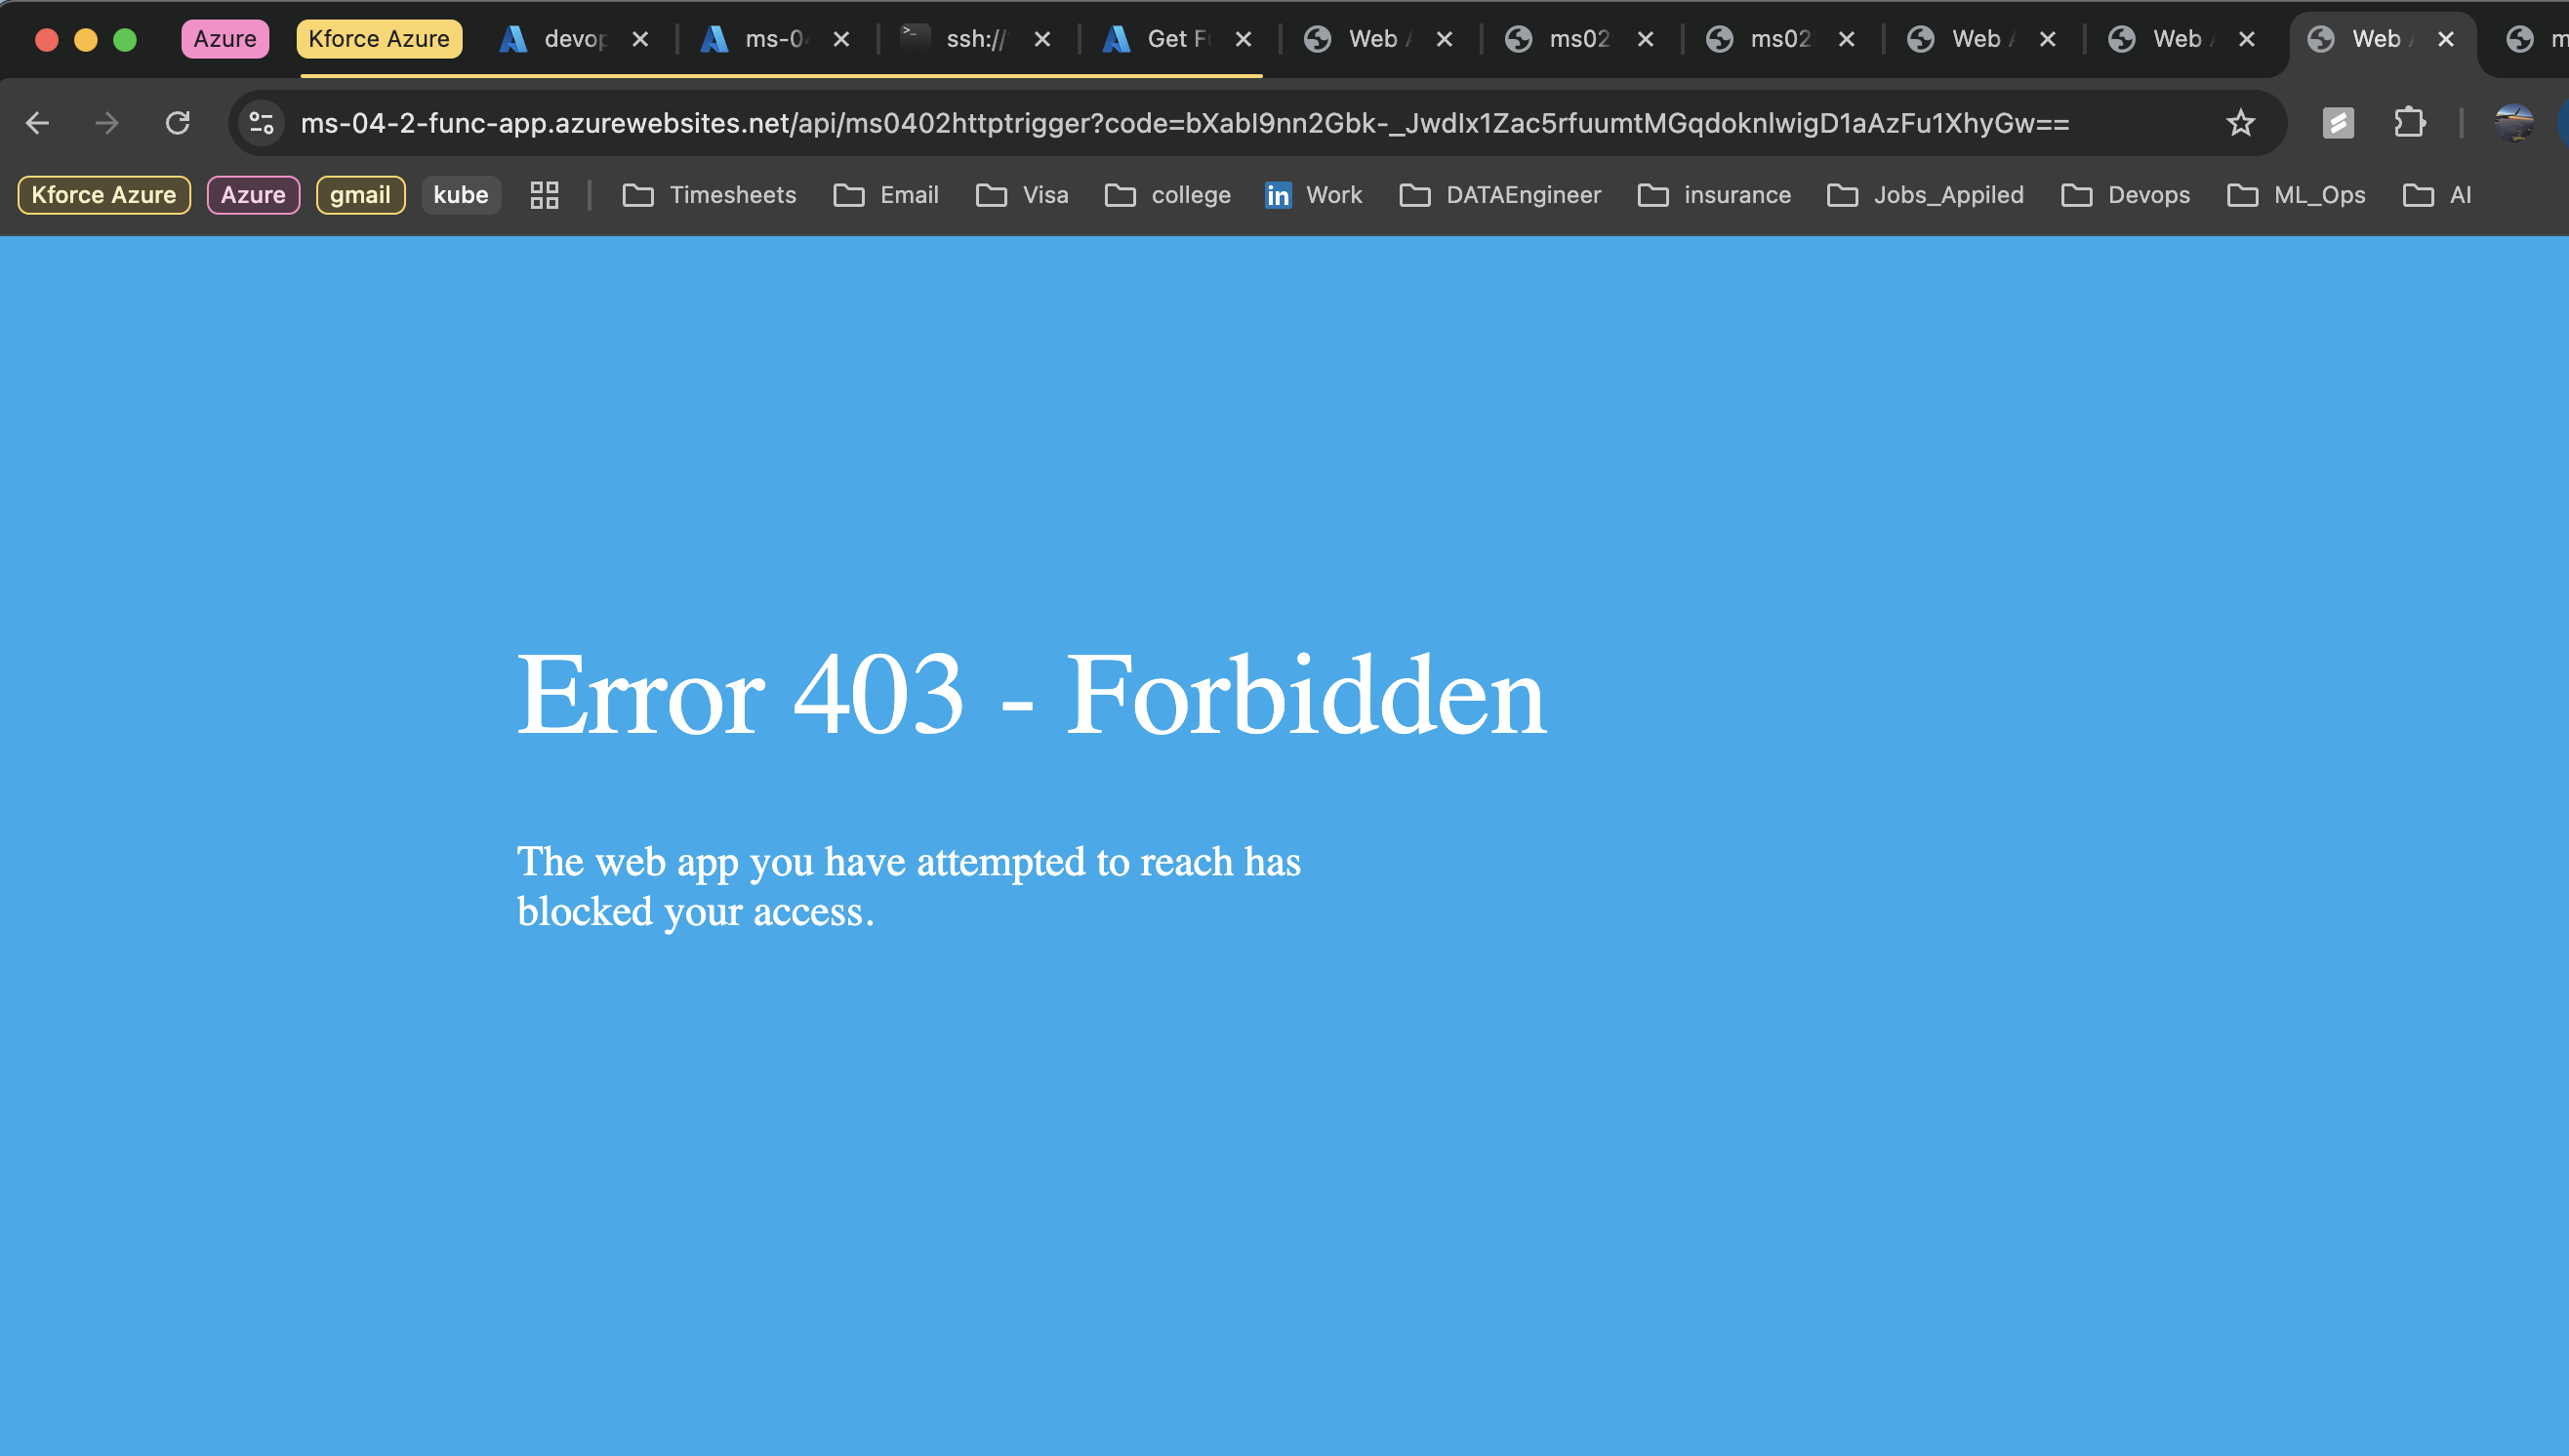 Azure Kforce Azure devop ms-0 ssh:// Get F Web ms02 ms02 Web Web Web m
ms-04-2-func-app.azurewebsites.net/api/ms0402httptrigger?code=bXabI9nn2Gbk-_JwdIx1Zac5rfuumtMGqdoknlwigD1aAzFu1XhyGw==
Kforce Azure Azure gmail kube Timesheets Email Visa college in Work DATAEngineer insurance Jobs_Appiled Devops ML_Ops AI
Error 403 - Forbidden
The web app you have attempted to reach has
blocked your access.